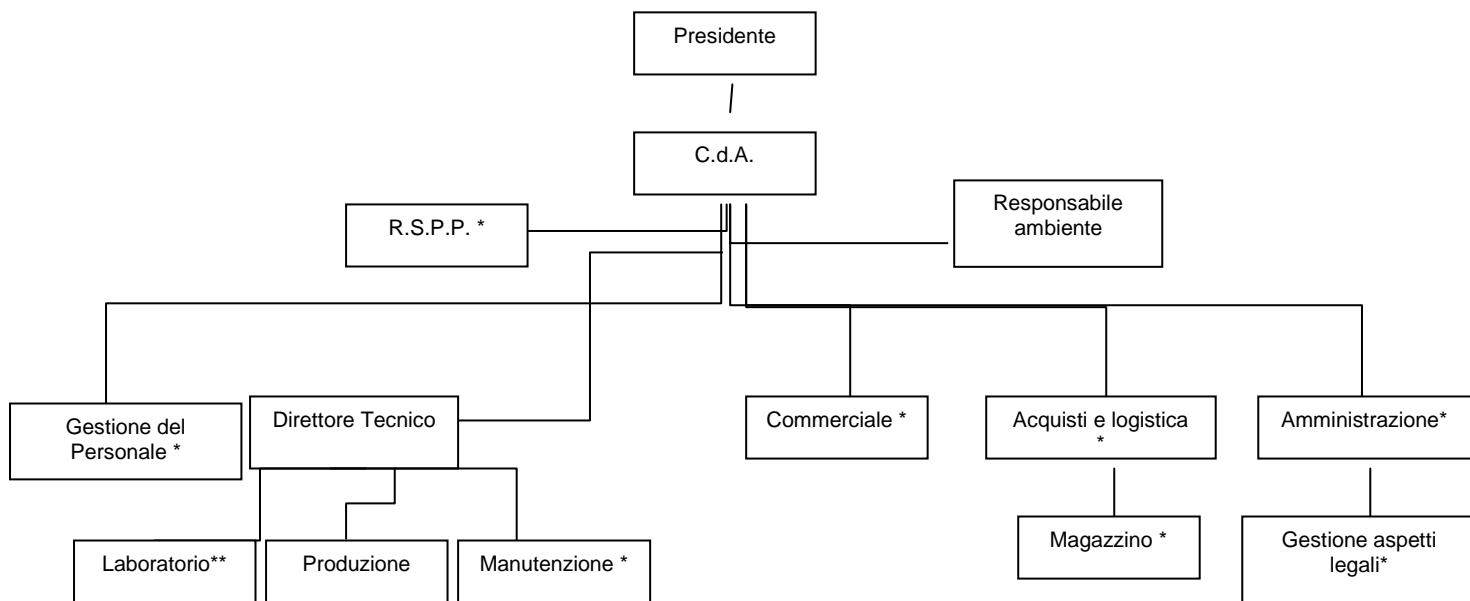 Presidente
C.d.A.
R.S.P.P. *
Responsabile
ambiente
Gestione del
Personale *
Direttore Tecnico
Commerciale *
Acquisti e logistica
*
Amministrazione*
Laboratorio**
Produzione
Manutenzione *
Magazzino *
Gestione aspetti
legali*